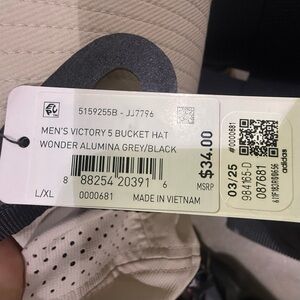 5159255B - JJ7796
MEN'S VICTORY 5 BUCKET HAT
WONDER ALUMINA GREY/BLACK
8 88254 20391 6
L/XL 0000681 MADE IN VIETNAM
$34.00
MSRP
03/25 #0000681
984165-D
087681
adidas